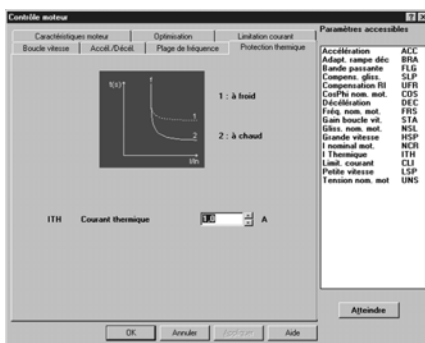 Contrôle moteur
Caractéristiques moteur Optimisation Limitation courant
Boucle vitesse Accél./Décél. Plage de fréquence Protection thermique
t(s)
1
2
I/In
1 : à froid
2 : à chaud
ITH Courant thermique 1.0 A
Paramètres accessibles
Accélération ACC
Adapt. rampe déc BRA
Bande passante FLG
Compens. gliss. SLP
Compensation RI UFR
CosPhi nom. mot. COS
Décélération DEC
Fréq. nom. mot. FRS
Gain boucle vit. STA
Gliss. nom mot. NSL
Grande vitesse HSP
I nominal mot. NCR
I Thermique ITH
Limit. courant CLI
Petite vitesse LSP
Tension nom. mot UNS
Atteindre
OK Annuler Appliquer Aide